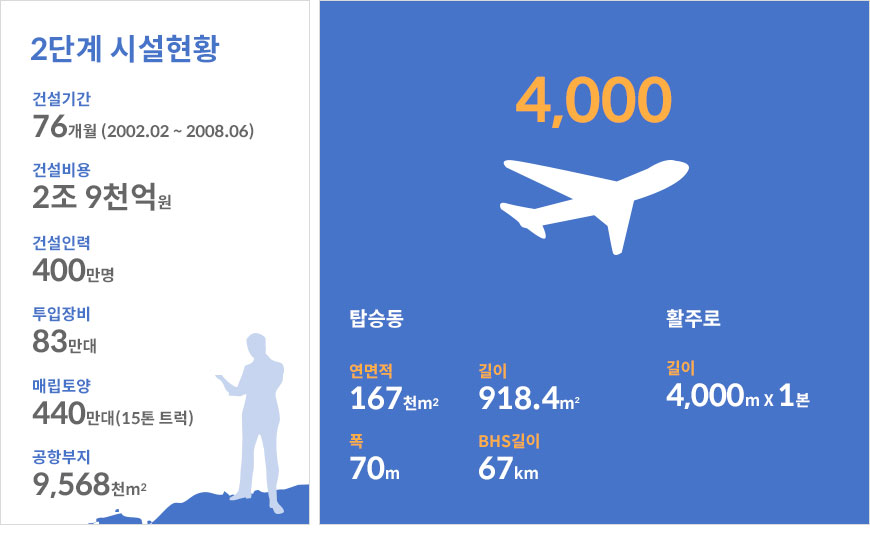 2단계 시설현황
건설기간
76개월 (2002.02 ~ 2008.06)
건설비용
2조 9천억원
건설인력
400만명
투입장비
83만대
매립토양
440만대(15톤 트럭)
공항부지
9,568천m²
4,000
탑승동
연면적
167천m²
길이
918.4m²
폭
70m
BHS길이
67km
활주로
길이
4,000m X 1본